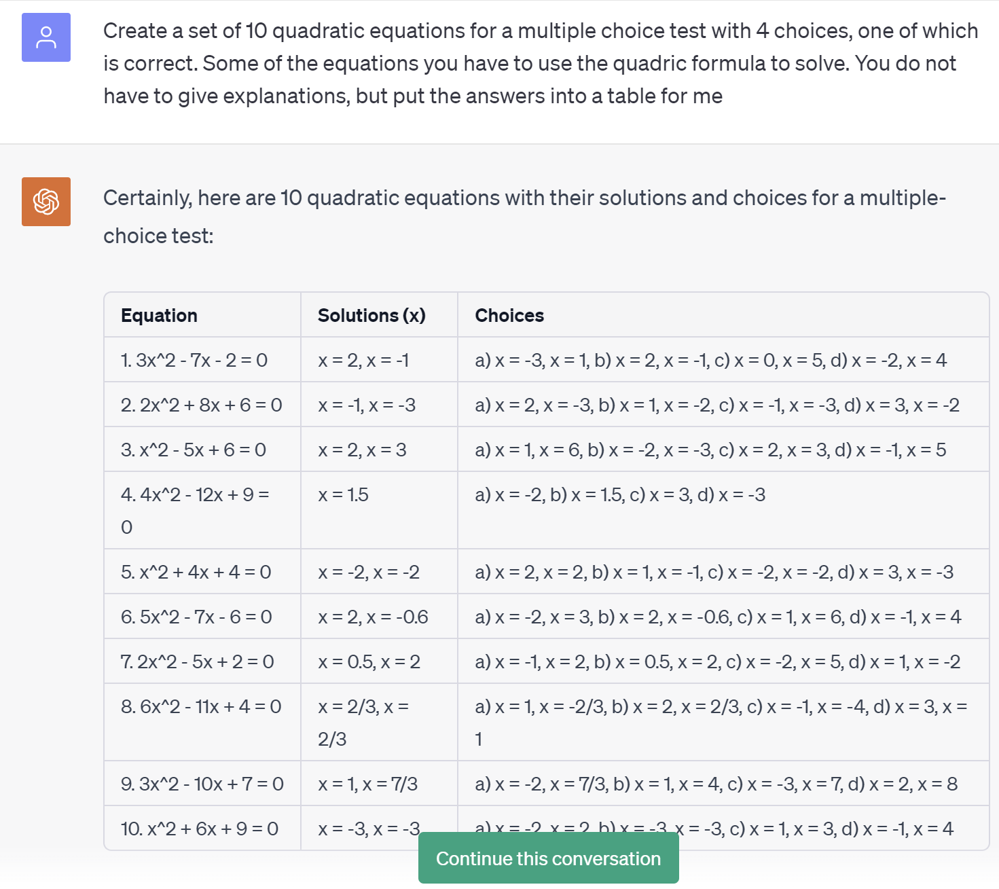 Create a set of 10 quadratic equations for a multiple choice test with 4 choices, one of which
is correct. Some of the equations you have to use the quadric formula to solve. You do not
have to give explanations, but put the answers into a table for me
Certainly, here are 10 quadratic equations with their solutions and choices for a multiple-
choice test:
Equation Solutions (x) Choices
1. 3x^2 - 7x - 2 = 0 x = 2, x = -1 a) x = -3, x = 1, b) x = 2, x = -1, c) x = 0, x = 5, d) x = -2, x = 4
2. 2x^2 + 8x + 6 = 0 x = -1, x = -3 a) x = 2, x = -3, b) x = 1, x = -2, c) x = -1, x = -3, d) x = 3, x = -2
3. x^2 - 5x + 6 = 0 x = 2, x = 3 a) x = 1, x = 6, b) x = -2, x = -3, c) x = 2, x = 3, d) x = -1, x = 5
4. 4x^2 - 12x + 9 = x = 1.5 a) x = -2, b) x = 1.5, c) x = 3, d) x = -3
0
5. x^2 + 4x + 4 = 0 x = -2, x = -2 a) x = 2, x = 2, b) x = 1, x = -1, c) x = -2, x = -2, d) x = 3, x = -3
6. 5x^2 - 7x - 6 = 0 x = 2, x = -0.6 a) x = -2, x = 3, b) x = 2, x = -0.6, c) x = 1, x = 6, d) x = -1, x = 4
7. 2x^2 - 5x + 2 = 0 x = 0.5, x = 2 a) x = -1, x = 2, b) x = 0.5, x = 2, c) x = -2, x = 5, d) x = 1, x = -2
8. 6x^2 - 11x + 4 = 0 x = 2/3, x = a) x = 1, x = -2/3, b) x = 2, x = 2/3, c) x = -1, x = -4, d) x = 3, x =
2/3 1
9. 3x^2 - 10x + 7 = 0 x = 1, x = 7/3 a) x = -2, x = 7/3, b) x = 1, x = 4, c) x = -3, x = 7, d) x = 2, x = 8
10. x^2 + 6x + 9 = 0 x = -3, x = -3 a) x = -2, x = 2, b) x = -3, x = -3, c) x = 1, x = 3, d) x = -1, x = 4
Continue this conversation